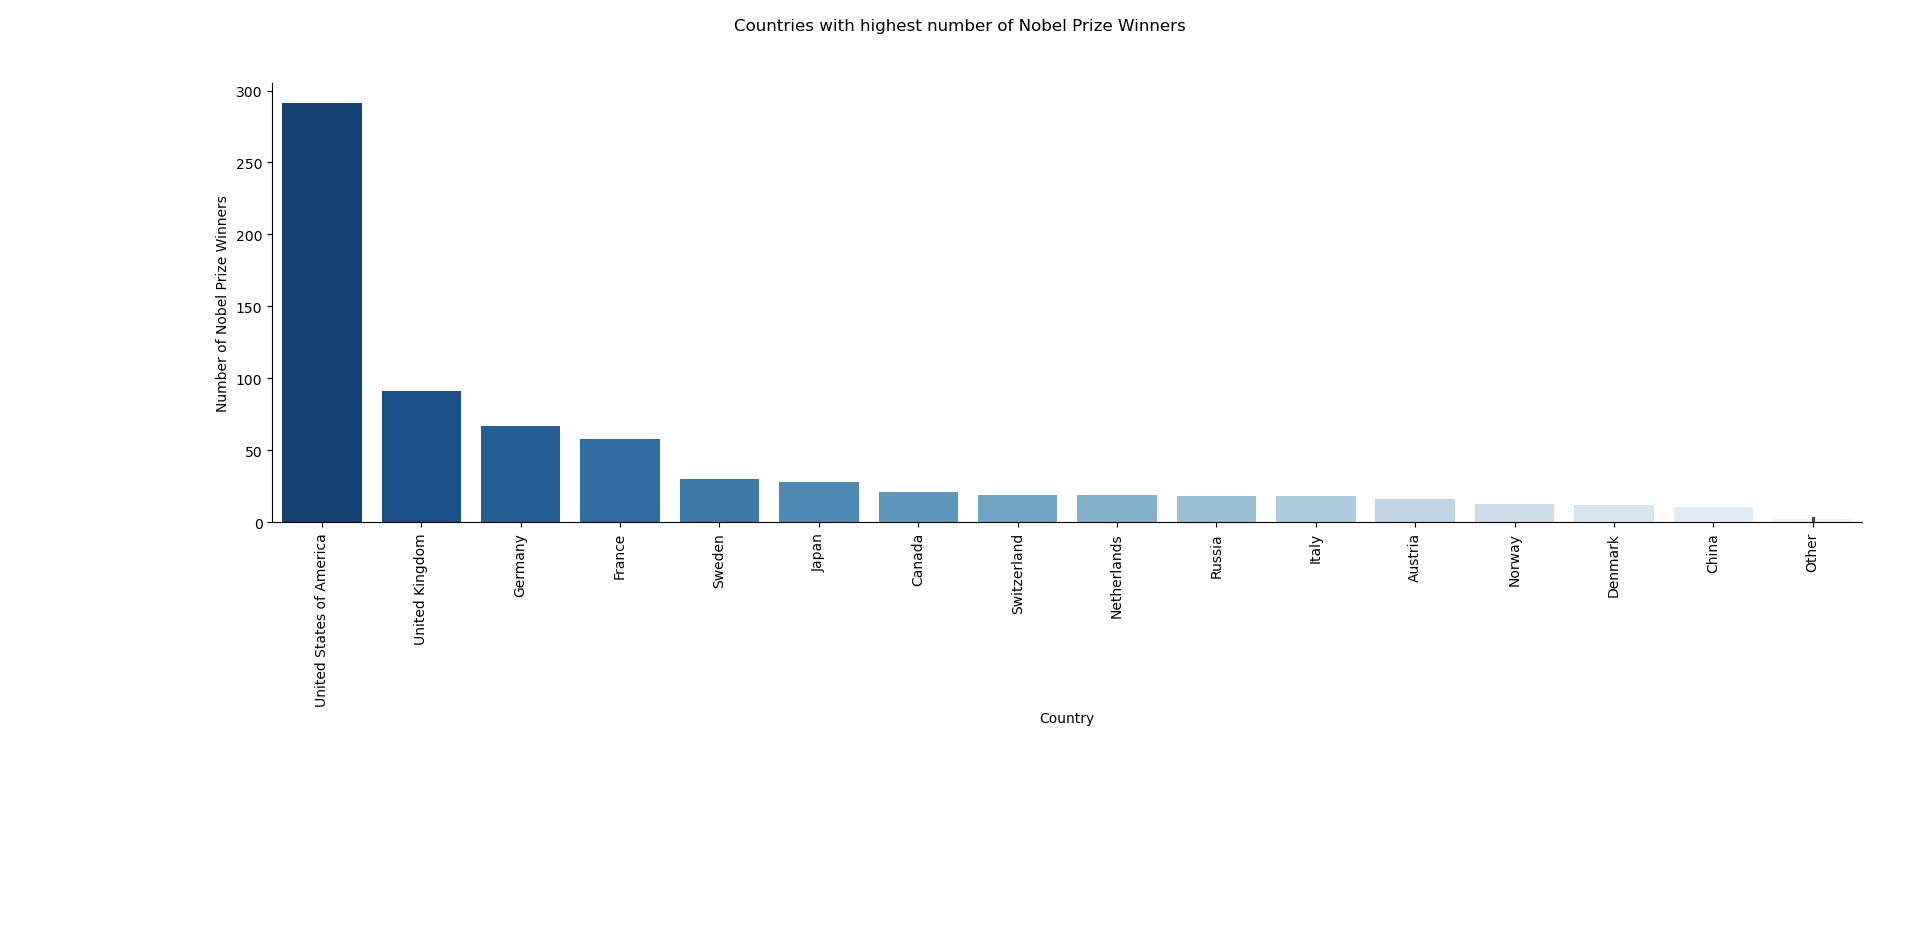 Countries with highest number of Nobel Prize Winners
Number of Nobel Prize Winners
300
250
200
150
100
50
0
United States of America
United Kingdom
Germany
France
Sweden
Japan
Canada
Switzerland
Netherlands
Russia
Italy
Austria
Norway
Denmark
China
Other
Country